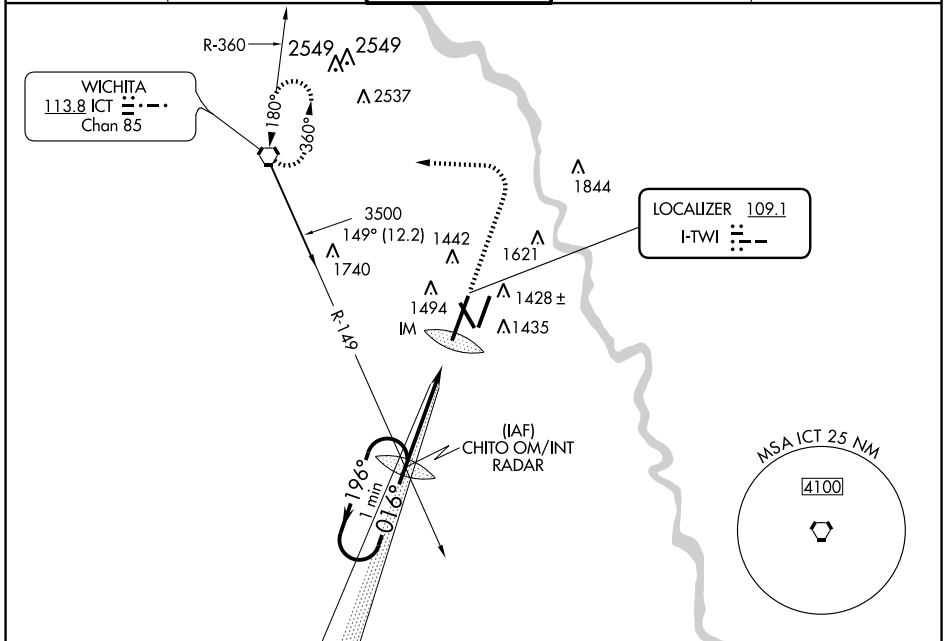 R-360
2549
2549
2537
WICHITA
113.8 ICT
Chan 85
180°
360°
1844
LOCALIZER 109.1
I-TWI
3500
149° (12.2)
1442
1621
1740
1494
1428 ±
1435
IM
R-149
(IAF)
CHITO OM/INT
RADAR
196°
1 min
016°
MSA ICT 25 NM
4100